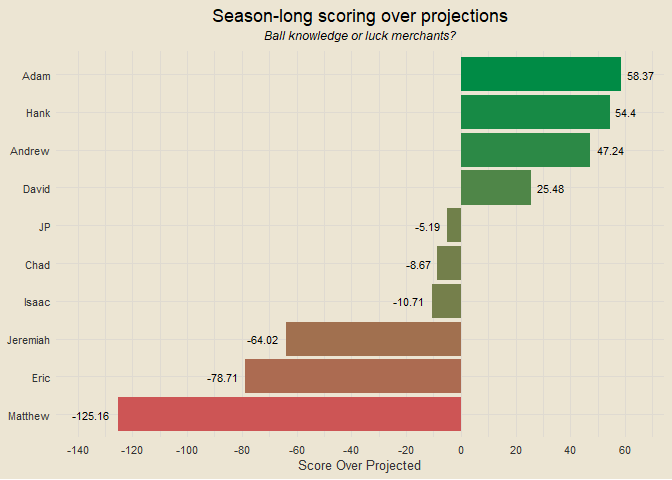 Season-long scoring over projections
Ball knowledge or luck merchants?
Adam 58.37
Hank 54.4
Andrew 47.24
David 25.48
JP -5.19
Chad -8.67
Isaac -10.71
Jeremiah -64.02
Eric -78.71
Matthew -125.16
-140 -120 -100 -80 -60 -40 -20 0 20 40 60
Score Over Projected